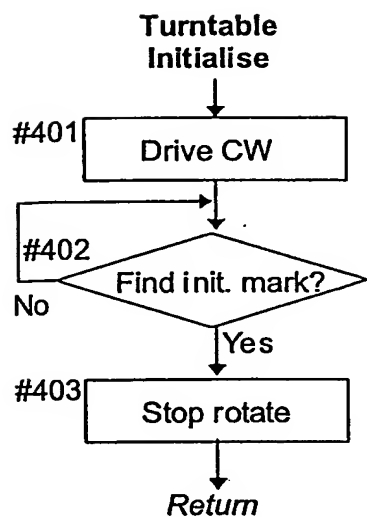 Turntable
Initialise
#401
Drive CW
#402
Find init. mark?
No
Yes
#403
Stop rotate
Return